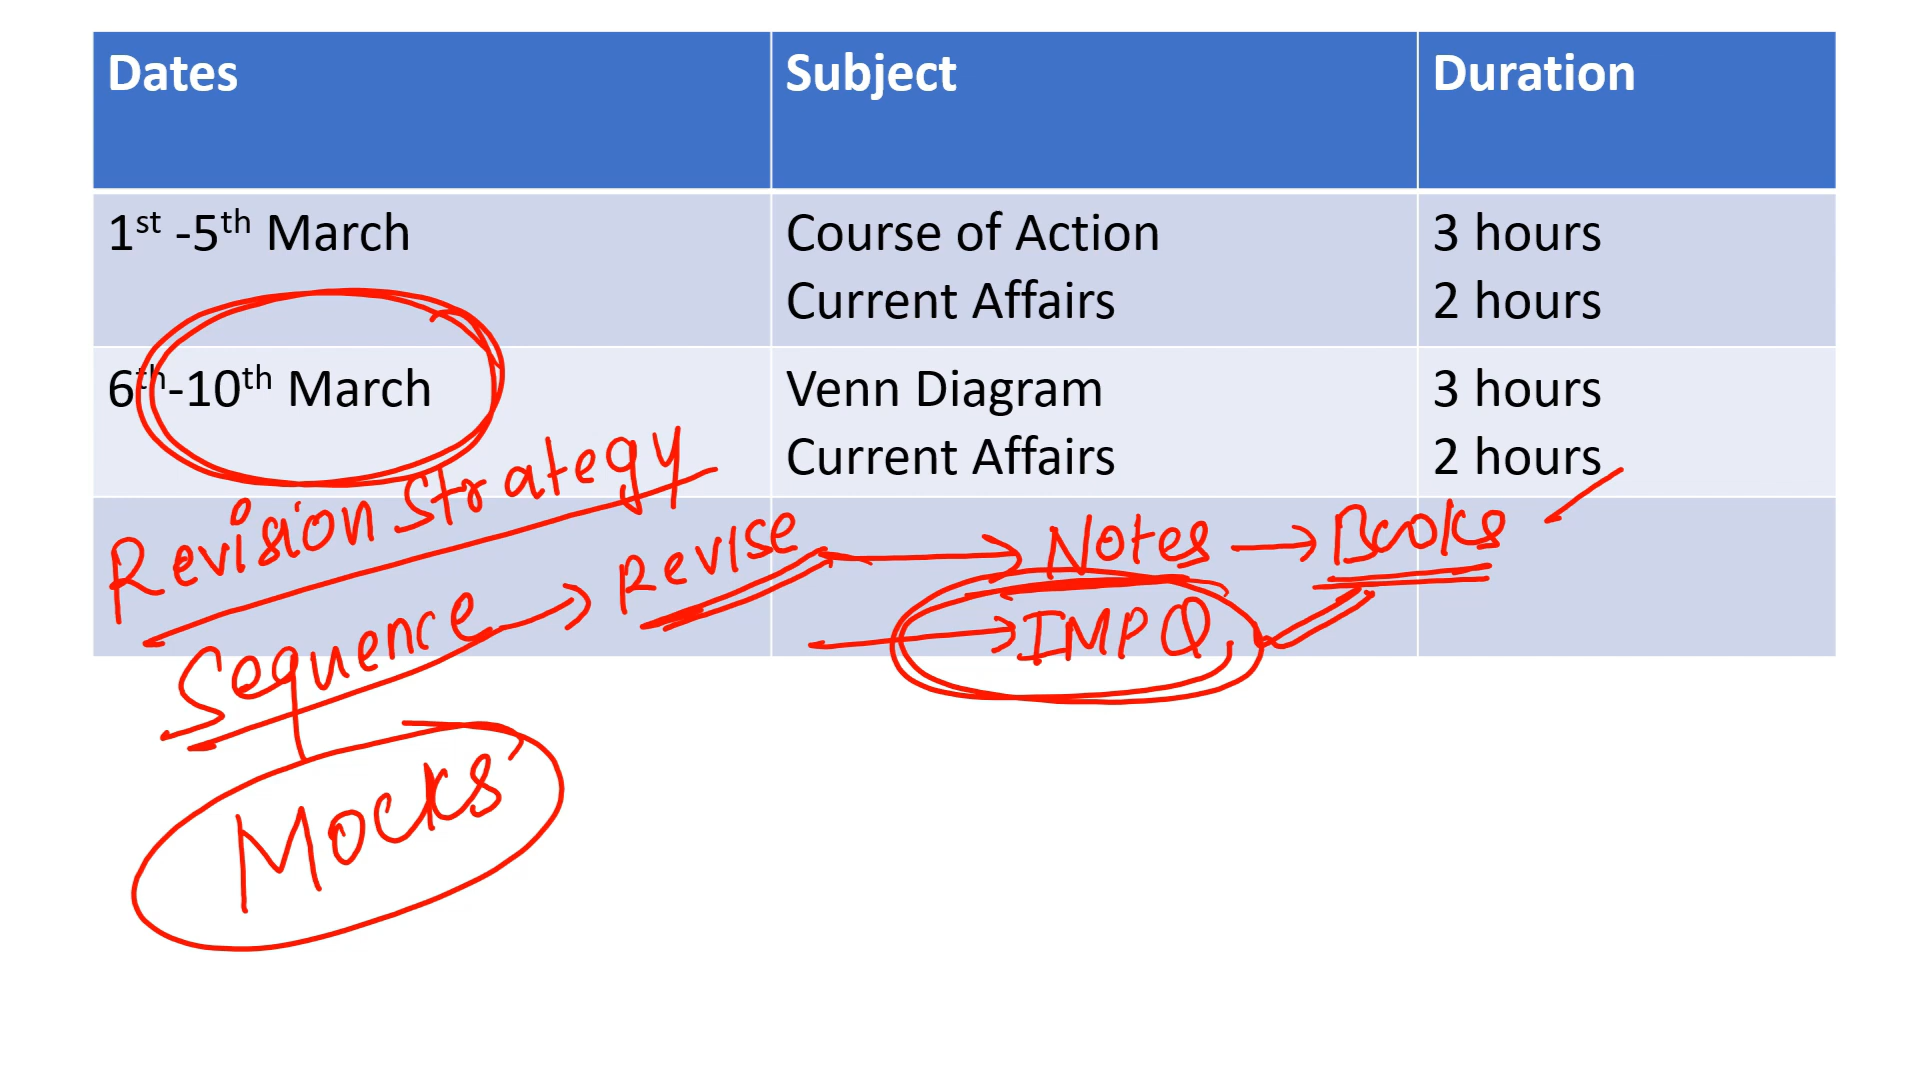 Dates Subject Duration
1st -5th March Course of Action 3 hours
Current Affairs 2 hours
6th-10th March Venn Diagram 3 hours
Current Affairs 2 hours
Revision Strategy
Sequence → Revise → Notes → Books
→ IMP Q
Mocks